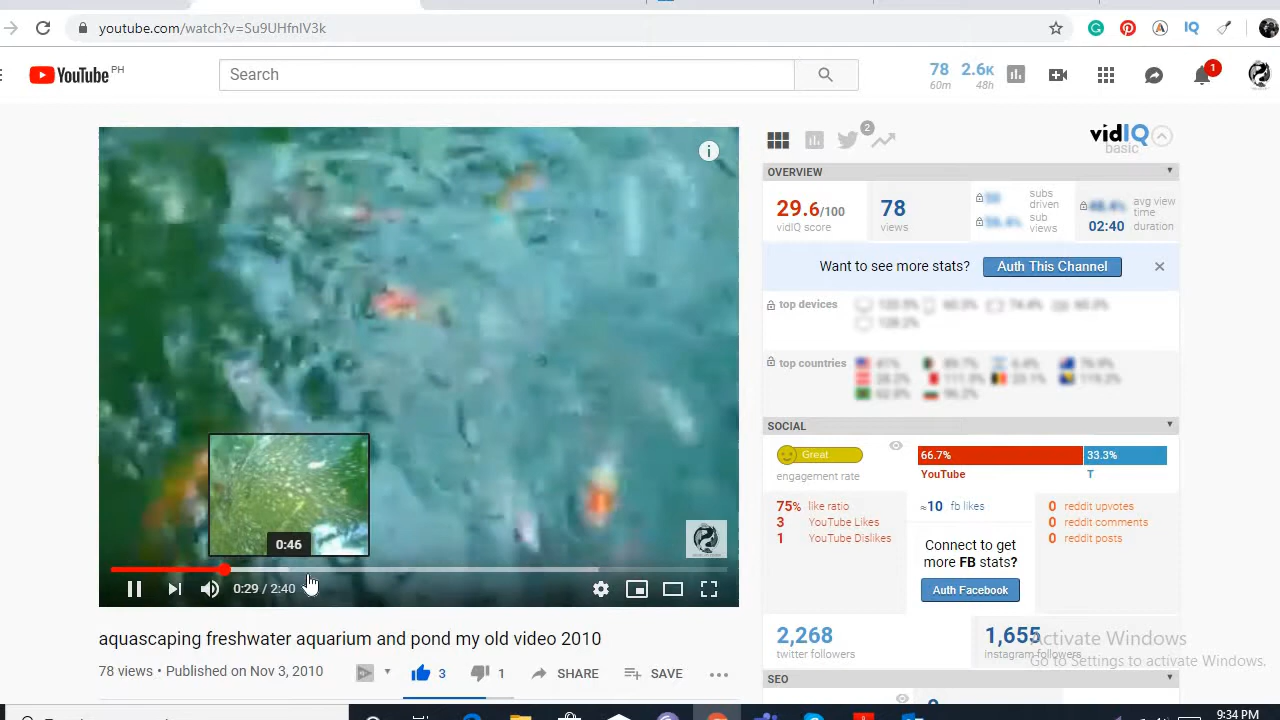 youtube.com/watch?v=Su9UHfnIV3k
IQ
YouTube PH
Search
78 2.6K
60m 48h
1
2
vidIQ
basic
OVERVIEW
29.6/100
vidIQ score
78
views
subs driven
sub views
avg view time
02:40 duration
Want to see more stats? Auth This Channel
top devices
top countries
SOCIAL
Great
engagement rate
66.7% 33.3%
YouTube T
75% like ratio
3 YouTube Likes
1 YouTube Dislikes
≈10 fb likes
Connect to get
more FB stats?
Auth Facebook
0 reddit upvotes
0 reddit comments
0 reddit posts
2,268
twitter followers
1,655
instagram followers
Activate Windows
Go to Settings to activate Windows.
SEO
0:46
0:29 / 2:40
aquascaping freshwater aquarium and pond my old video 2010
78 views • Published on Nov 3, 2010
3 1 SHARE SAVE
9:34 PM